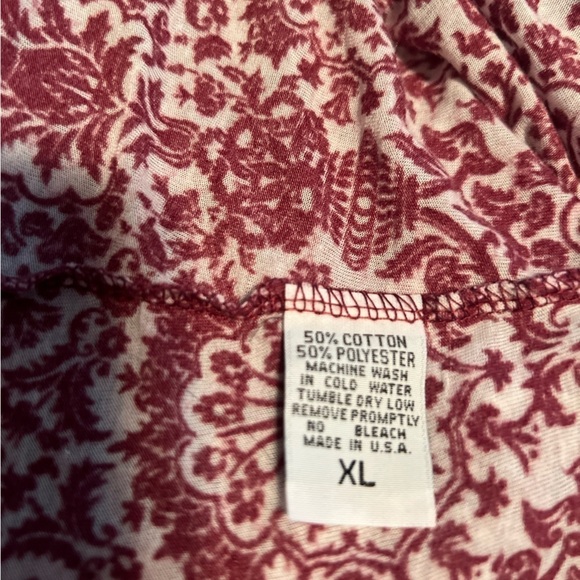 50% COTTON
50% POLYESTER
MACHINE WASH
IN COLD WATER
TUMBLE DRY LOW
REMOVE PROMPTLY
NO BLEACH
MADE IN U.S.A.
XL